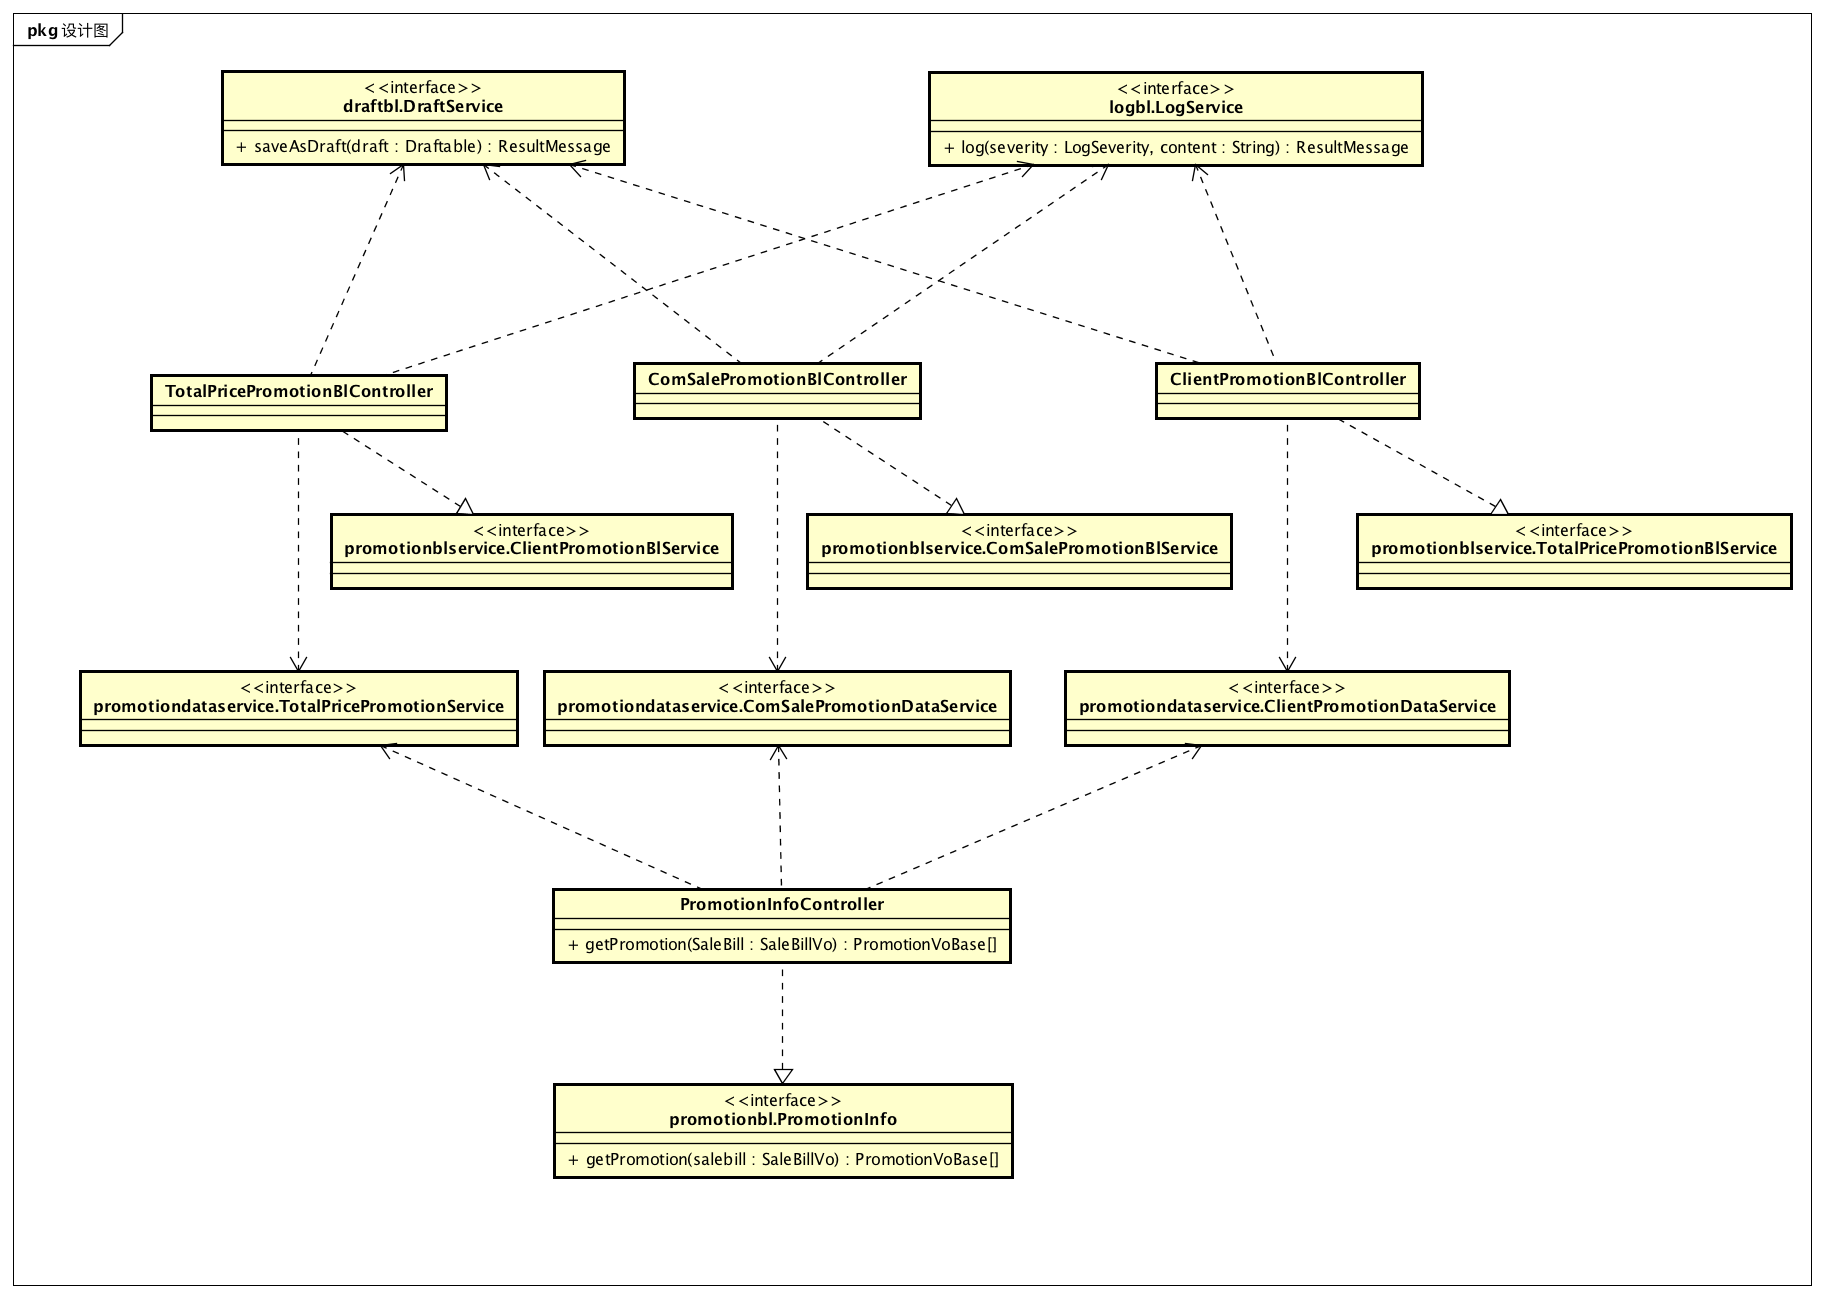 pkg 设计图
<<interface>>
draftbl.DraftService
+ saveAsDraft(draft : Draftable) : ResultMessage
<<interface>>
logbl.LogService
+ log(severity : LogSeverity, content : String) : ResultMessage
TotalPricePromotionBlController
ComSalePromotionBlController
ClientPromotionBlController
<<interface>>
promotionblservice.ClientPromotionBlService
<<interface>>
promotionblservice.ComSalePromotionBlService
<<interface>>
promotionblservice.TotalPricePromotionBlService
<<interface>>
promotiondataservice.TotalPricePromotionService
<<interface>>
promotiondataservice.ComSalePromotionDataService
<<interface>>
promotiondataservice.ClientPromotionDataService
PromotionInfoController
+ getPromotion(SaleBill : SaleBillVo) : PromotionVoBase[]
<<interface>>
promotionbl.PromotionInfo
+ getPromotion(salebill : SaleBillVo) : PromotionVoBase[]